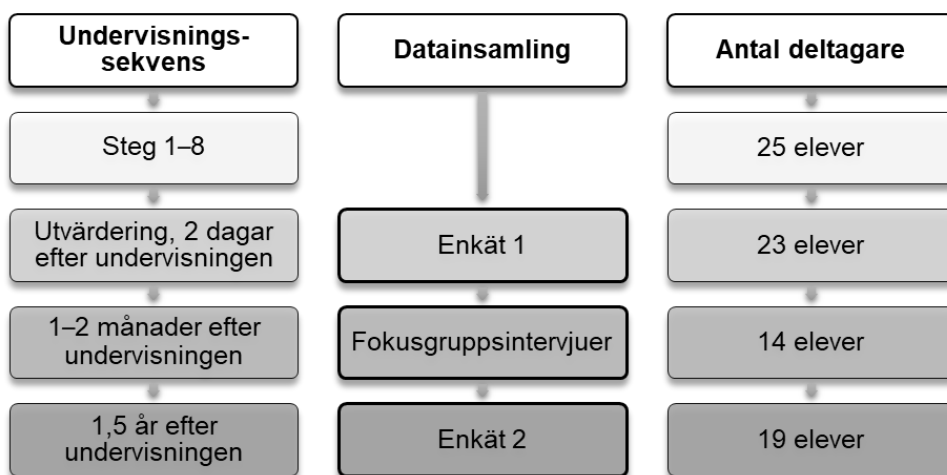 Undervisnings-
sekvens
Datainsamling
Antal deltagare
Steg 1–8
25 elever
Utvärdering, 2 dagar
efter undervisningen
Enkät 1
23 elever
1–2 månader efter
undervisningen
Fokusgruppsintervjuer
14 elever
1,5 år efter
undervisningen
Enkät 2
19 elever